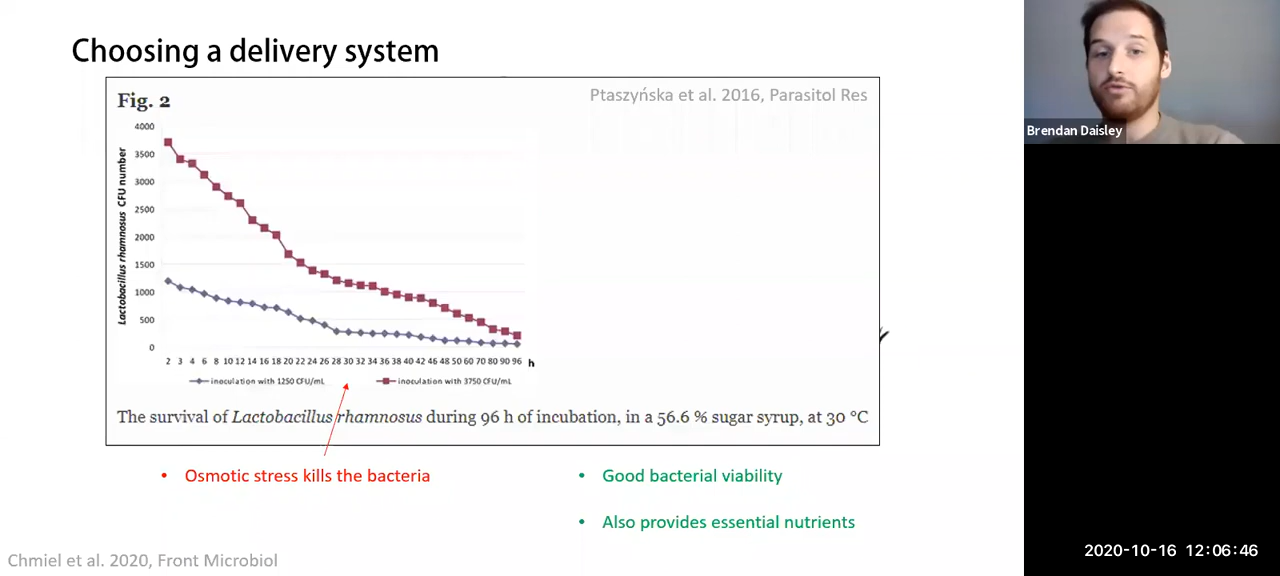 Choosing a delivery system
Fig. 2
Ptaszyńska et al. 2016, Parasitol Res
Lactobacillus rhamnosus CFU number
4000
3500
3000
2500
2000
1500
1000
500
0
2 3 4 6 8 10 12 14 16 18 20 22 24 26 28 30 32 34 36 38 40 42 46 48 50 60 70 80 90 96 h
inoculation with 1250 CFU/mL inoculation with 3750 CFU/mL
The survival of Lactobacillus rhamnosus during 96 h of incubation, in a 56.6 % sugar syrup, at 30 °C
• Osmotic stress kills the bacteria
• Good bacterial viability
• Also provides essential nutrients
Chmiel et al. 2020, Front Microbiol
Brendan Daisley
2020-10-16 12:06:46